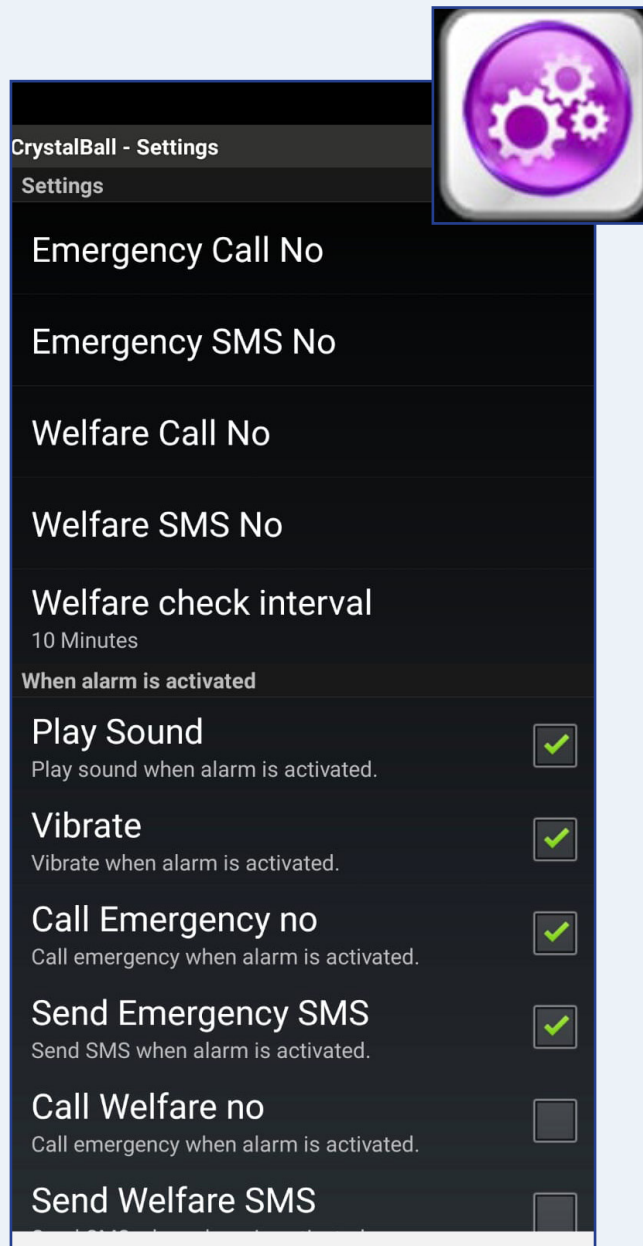 CrystalBall - Settings
Settings
Emergency Call No
Emergency SMS No
Welfare Call No
Welfare SMS No
Welfare check interval
10 Minutes
When alarm is activated
Play Sound
Play sound when alarm is activated.
Vibrate
Vibrate when alarm is activated.
Call Emergency no
Call emergency when alarm is activated.
Send Emergency SMS
Send SMS when alarm is activated.
Call Welfare no
Call emergency when alarm is activated.
Send Welfare SMS